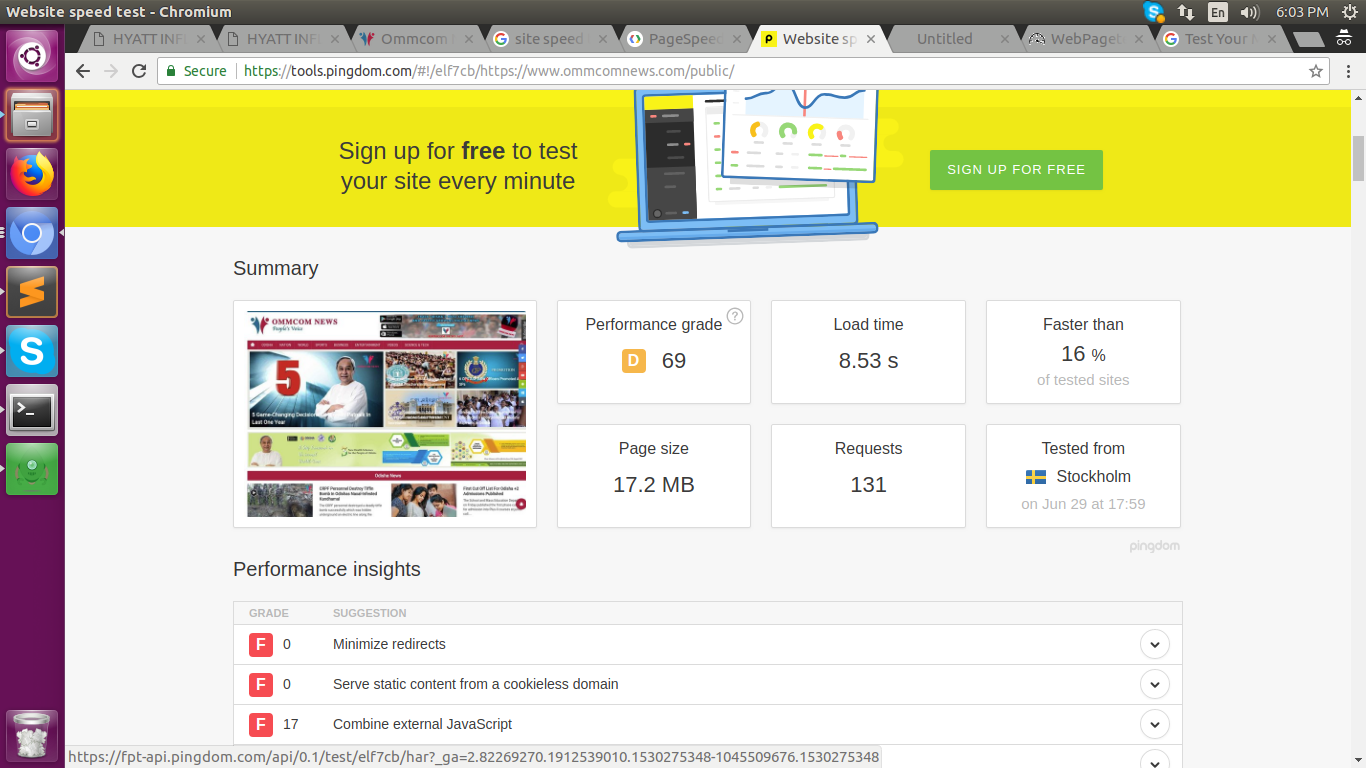 Website speed test - Chromium
En
6:03 PM
HYATT INF
HYATT INF
Ommcom
site speed
PageSpeed
Website sp
Untitled
WebPaget
Test Your
Secure
https://tools.pingdom.com/#!/elf7cb/https://www.ommcomnews.com/public/
Sign up for free to test
your site every minute
SIGN UP FOR FREE
Summary
OMMCOM NEWS
People's Voice
5
5 Game-Changing Decisions
Last One Year
Odisha News
Performance grade ?
D 69
Load time
8.53 s
Faster than
16 %
of tested sites
Page size
17.2 MB
Requests
131
Tested from
Stockholm
on Jun 29 at 17:59
pingdom
Performance insights
GRADE SUGGESTION
F 0 Minimize redirects
F 0 Serve static content from a cookieless domain
F 17 Combine external JavaScript
https://fpt-api.pingdom.com/api/0.1/test/elf7cb/har?_ga=2.82269270.1912539010.1530275348-1045509676.1530275348